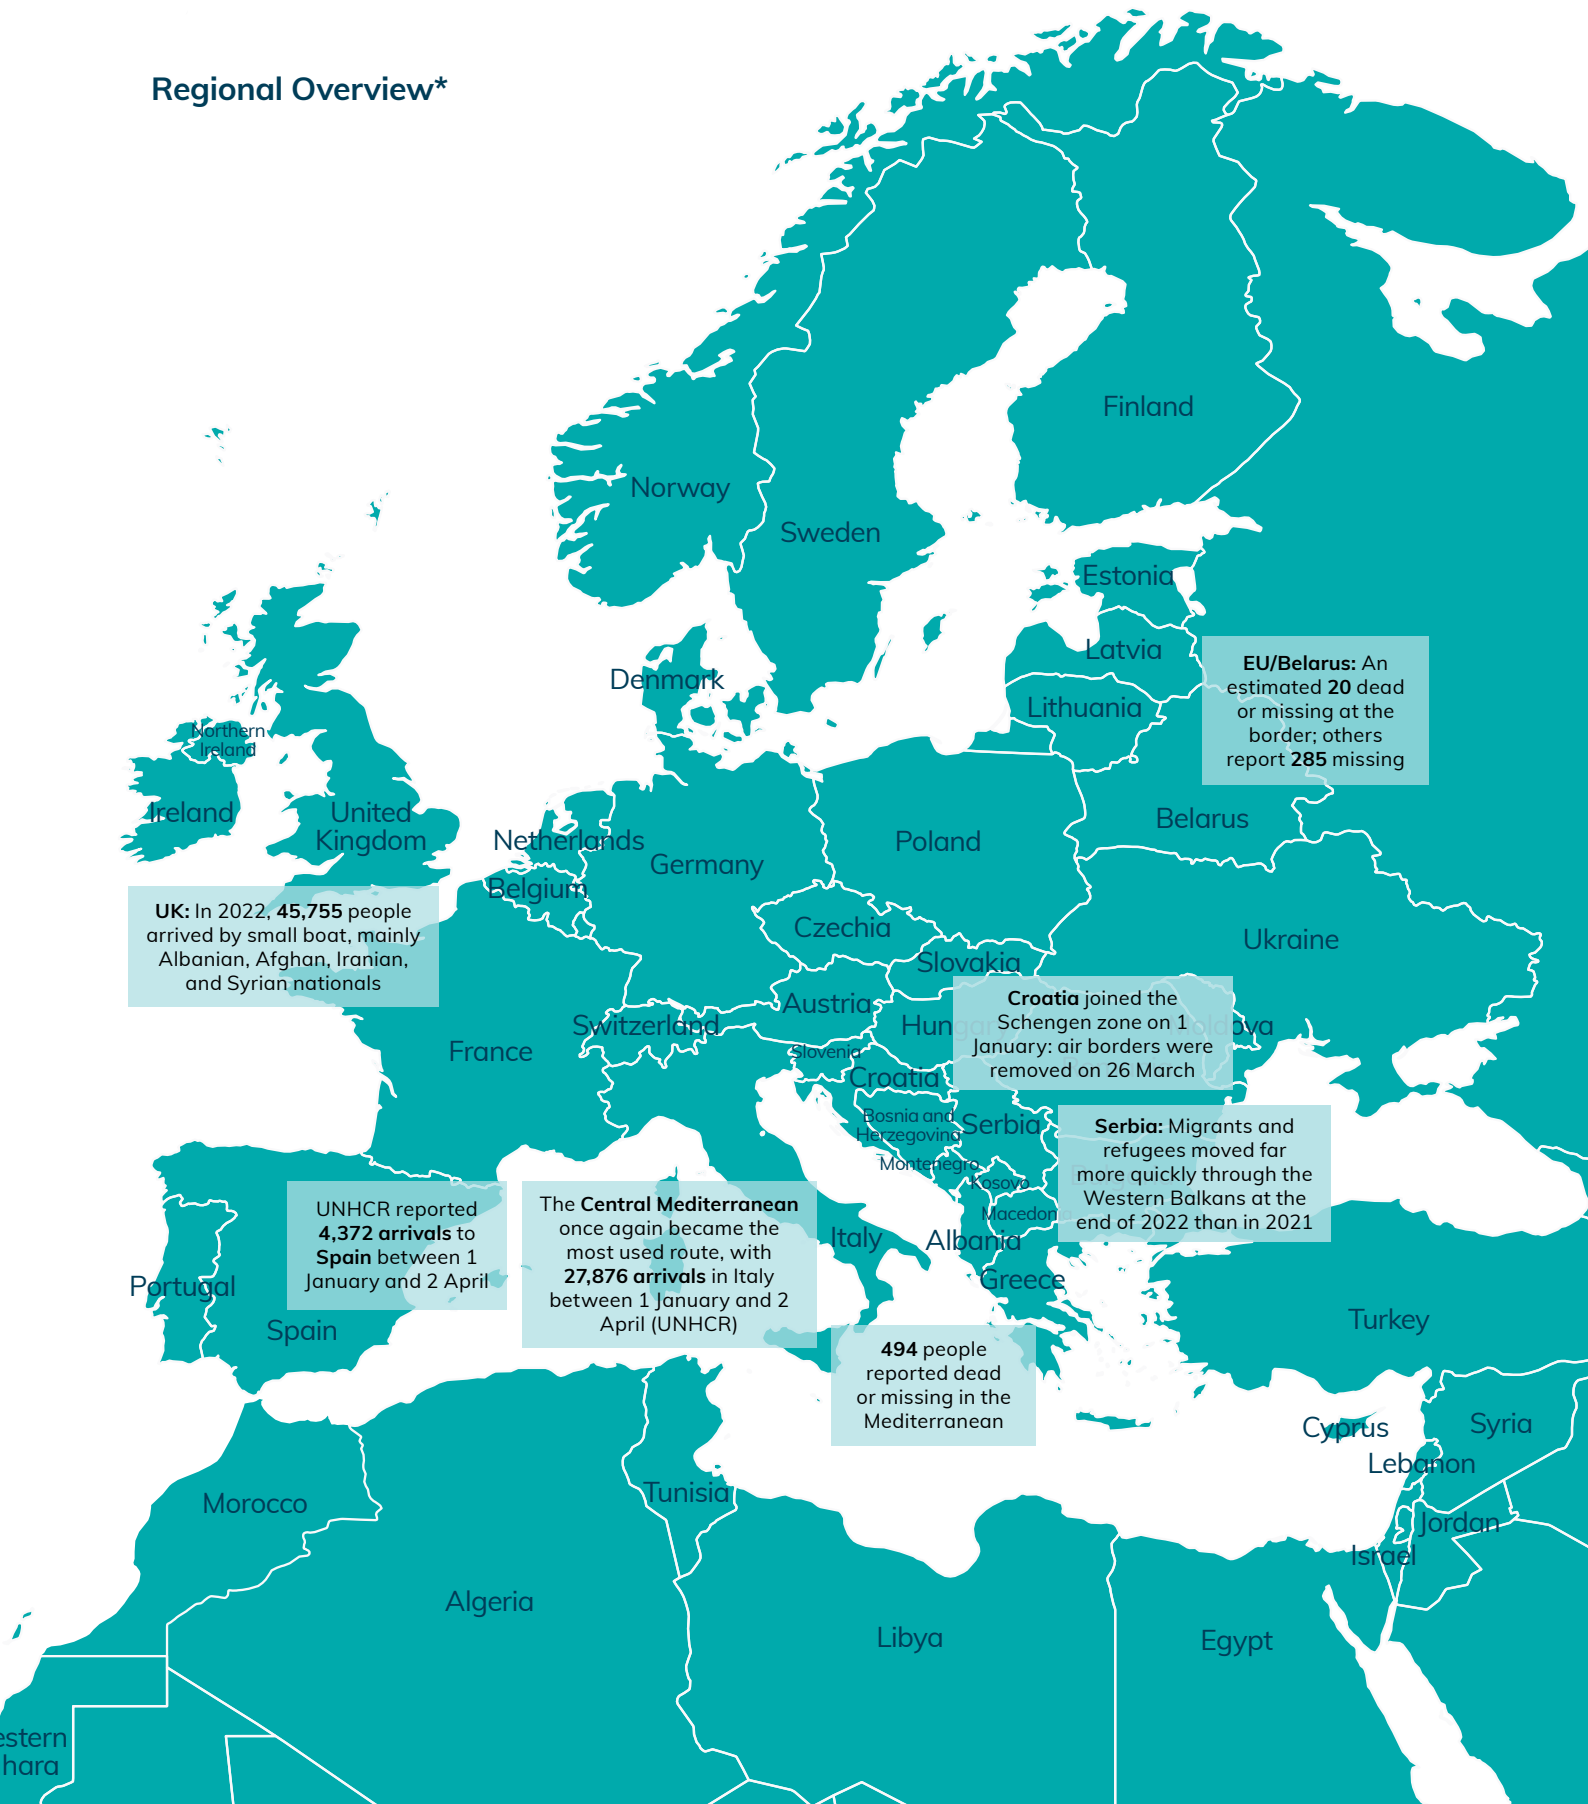 Regional Overview*
Finland
Norway
Sweden
Estonia
Latvia
EU/Belarus: An
estimated 20 dead
or missing at the
border; others
report 285 missing
Denmark
Lithuania
Northern
Ireland
Ireland
United
Kingdom
Netherlands
Germany
Poland
Belarus
Belgium
UK: In 2022, 45,755 people
arrived by small boat, mainly
Albanian, Afghan, Iranian,
and Syrian nationals
Czechia
Ukraine
Slovakia
Austria
Hungary
Moldova
Croatia joined the
Schengen zone on 1
January: air borders were
removed on 26 March
Switzerland
France
Slovenia
Croatia
Bosnia and
Herzegovina
Serbia
Serbia: Migrants and
refugees moved far
more quickly through the
Western Balkans at the
end of 2022 than in 2021
Montenegro
Kosovo
Macedonia
UNHCR reported
4,372 arrivals to
Spain between 1
January and 2 April
The Central Mediterranean
once again became the
most used route, with
27,876 arrivals in Italy
between 1 January and 2
April (UNHCR)
Italy
Albania
Greece
Portugal
Spain
Turkey
494 people
reported dead
or missing in the
Mediterranean
Cyprus
Syria
Lebanon
Morocco
Tunisia
Jordan
Israel
Algeria
Libya
Egypt
estern
hara